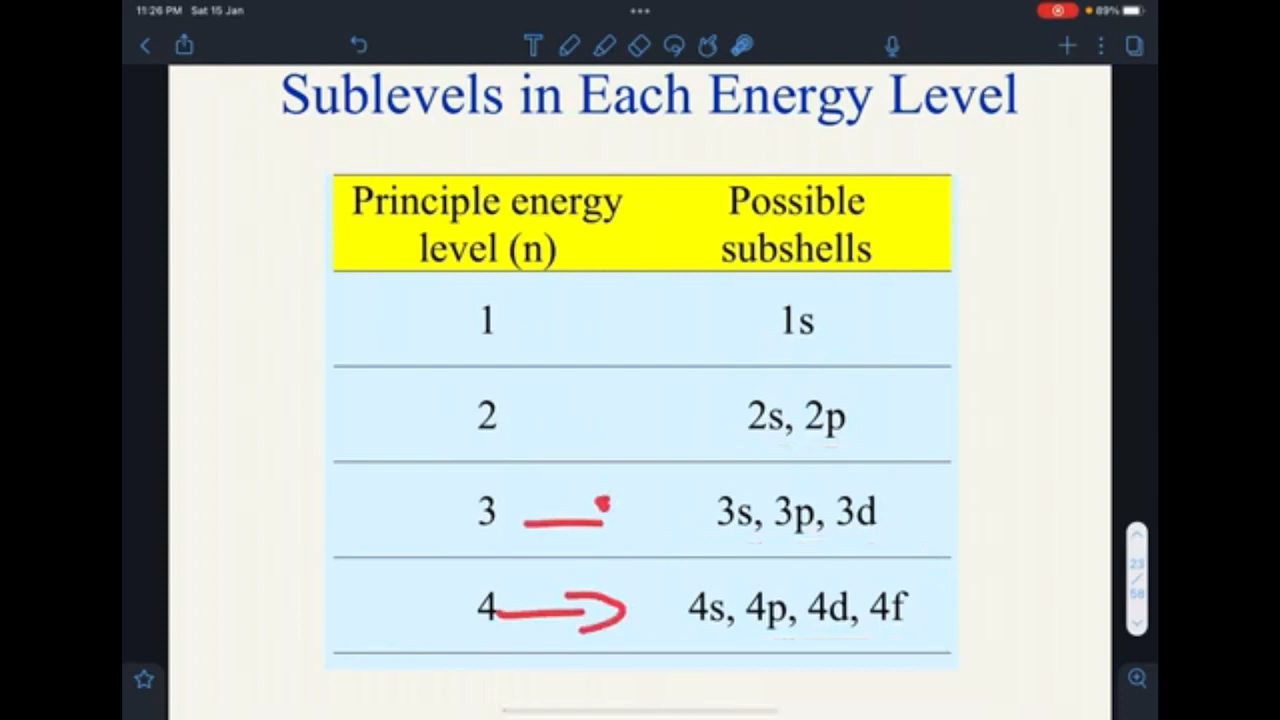 11:26 PM Sat 15 Jan
89%
Sublevels in Each Energy Level
Principle energy level (n)
Possible subshells
1 1s
2 2s, 2p
3 3s, 3p, 3d
4 4s, 4p, 4d, 4f
23
/
58